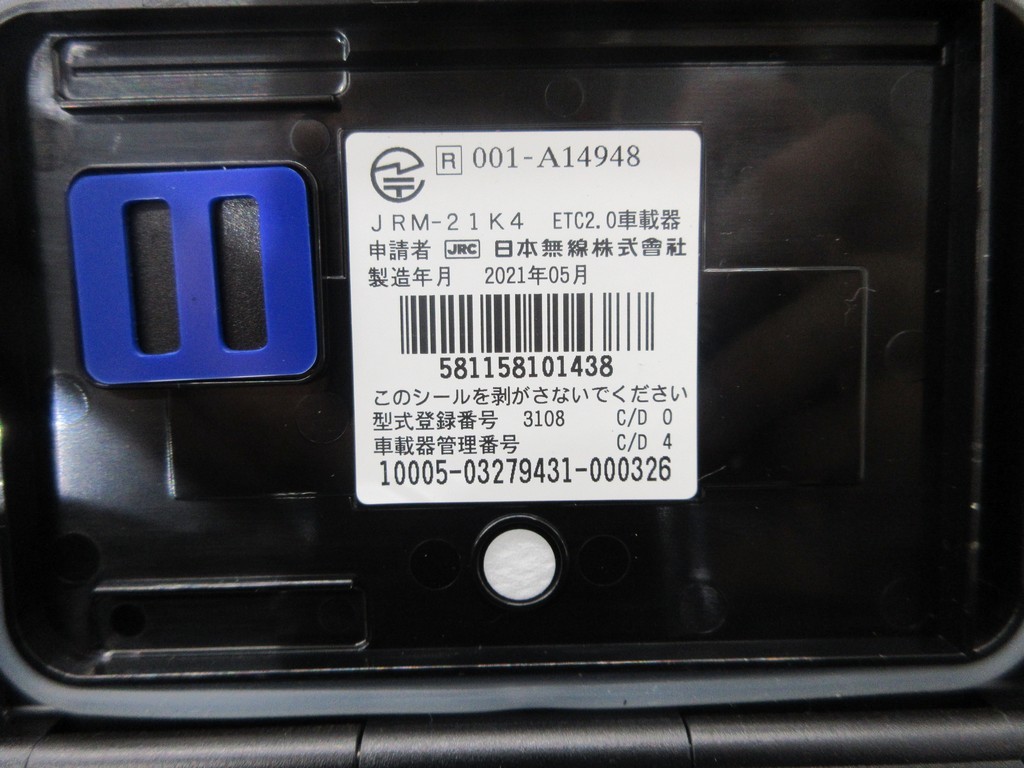 R 001-A14948
JRM-21K4 ETC2.0車載器
申請者 JRC 日本無線株式會社
製造年月 2021年05月
581158101438
このシールを剥がさないでください
型式登録番号 3108 C/D 0
車載器管理番号 C/D 4
10005-03279431-000326